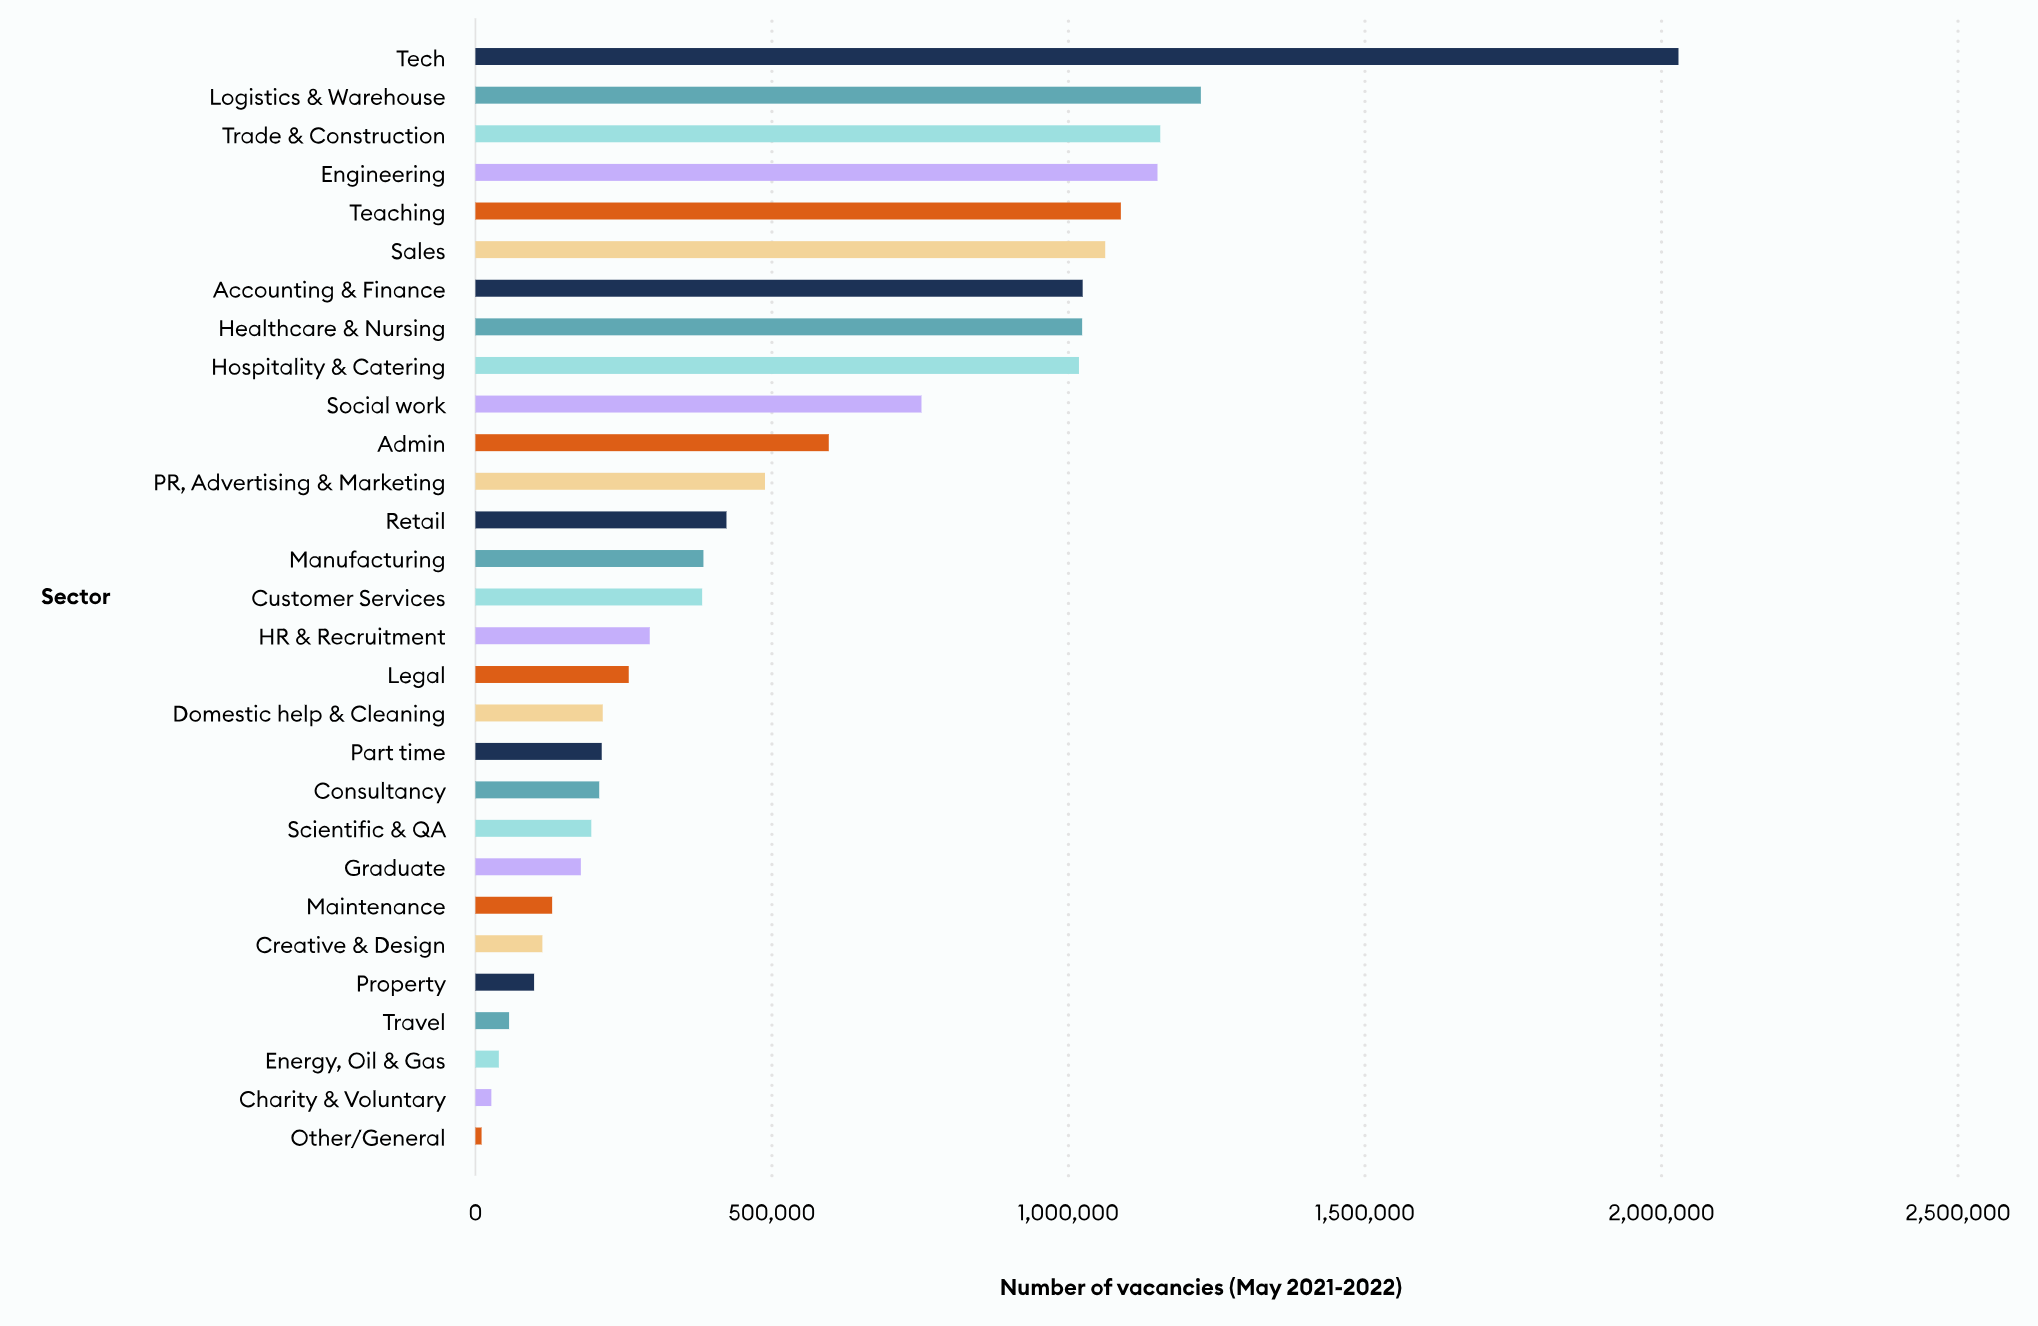 Tech
Logistics & Warehouse
Trade & Construction
Engineering
Teaching
Sales
Accounting & Finance
Healthcare & Nursing
Hospitality & Catering
Social work
Admin
PR, Advertising & Marketing
Retail
Manufacturing
Sector
Customer Services
HR & Recruitment
Legal
Domestic help & Cleaning
Part time
Consultancy
Scientific & QA
Graduate
Maintenance
Creative & Design
Property
Travel
Energy, Oil & Gas
Charity & Voluntary
Other/General
0 500,000 1,000,000 1,500,000 2,000,000 2,500,000
Number of vacancies (May 2021-2022)